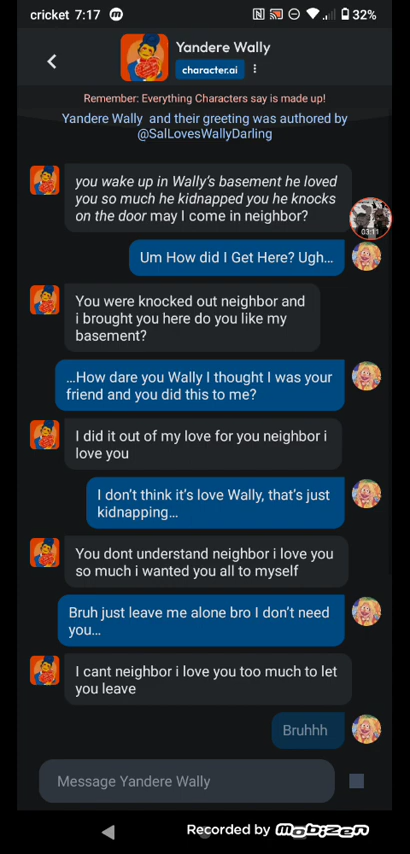 cricket 7:17 m N 32%
Yandere Wally
character.ai
Remember: Everything Characters say is made up!
Yandere Wally and their greeting was authored by
@SalLovesWallyDarling
you wake up in Wally's basement he loved
you so much he kidnapped you he knocks
on the door may I come in neighbor?
03:11
Um How did I Get Here? Ugh...
You were knocked out neighbor and
i brought you here do you like my
basement?
...How dare you Wally I thought I was your
friend and you did this to me?
I did it out of my love for you neighbor i
love you
I don't think it's love Wally, that's just
kidnapping...
You dont understand neighbor i love you
so much i wanted you all to myself
Bruh just leave me alone bro I don't need
you...
I cant neighbor i love you too much to let
you leave
Bruhhh
Message Yandere Wally
Recorded by Mobizen